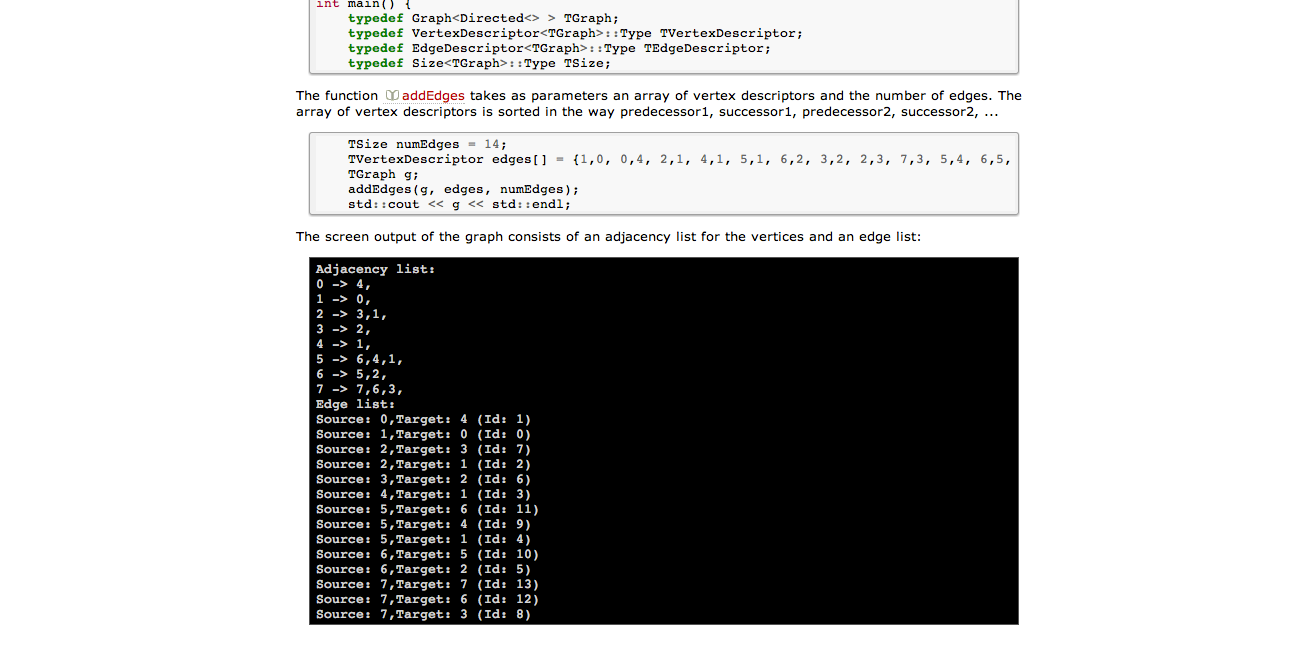 int main() {
typedef Graph<Directed<> > TGraph;
typedef VertexDescriptor<TGraph>::Type TVertexDescriptor;
typedef EdgeDescriptor<TGraph>::Type TEdgeDescriptor;
typedef Size<TGraph>::Type TSize;
The function addEdges takes as parameters an array of vertex descriptors and the number of edges. The
array of vertex descriptors is sorted in the way predecessor1, successor1, predecessor2, successor2, ...
TSize numEdges = 14;
TVertexDescriptor edges[] = {1,0, 0,4, 2,1, 4,1, 5,1, 6,2, 3,2, 2,3, 7,3, 5,4, 6,5,
TGraph g;
addEdges(g, edges, numEdges);
std::cout << g << std::endl;
The screen output of the graph consists of an adjacency list for the vertices and an edge list:
Adjacency list:
0 -> 4,
1 -> 0,
2 -> 3,1,
3 -> 2,
4 -> 1,
5 -> 6,4,1,
6 -> 5,2,
7 -> 7,6,3,
Edge list:
Source: 0,Target: 4 (Id: 1)
Source: 1,Target: 0 (Id: 0)
Source: 2,Target: 3 (Id: 7)
Source: 2,Target: 1 (Id: 2)
Source: 3,Target: 2 (Id: 6)
Source: 4,Target: 1 (Id: 3)
Source: 5,Target: 6 (Id: 11)
Source: 5,Target: 4 (Id: 9)
Source: 5,Target: 1 (Id: 4)
Source: 6,Target: 5 (Id: 10)
Source: 6,Target: 2 (Id: 5)
Source: 7,Target: 7 (Id: 13)
Source: 7,Target: 6 (Id: 12)
Source: 7,Target: 3 (Id: 8)